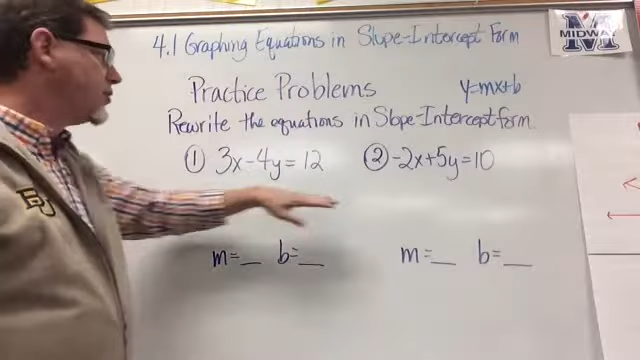 4.1 Graphing Equations in Slope-Intercept Form
MIDWAY
Practice Problems
y=mx+b
Rewrite the equations in Slope-Intercept form.
① 3x-4y=12
② -2x+5y=10
m=__ b=__
m=__ b=__
BU